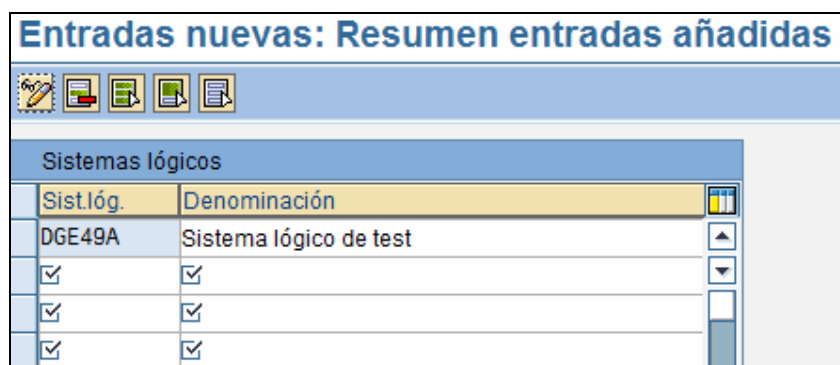 Entradas nuevas: Resumen entradas añadidas
Sistemas lógicos
Sist.lóg. Denominación
DGE49A Sistema lógico de test